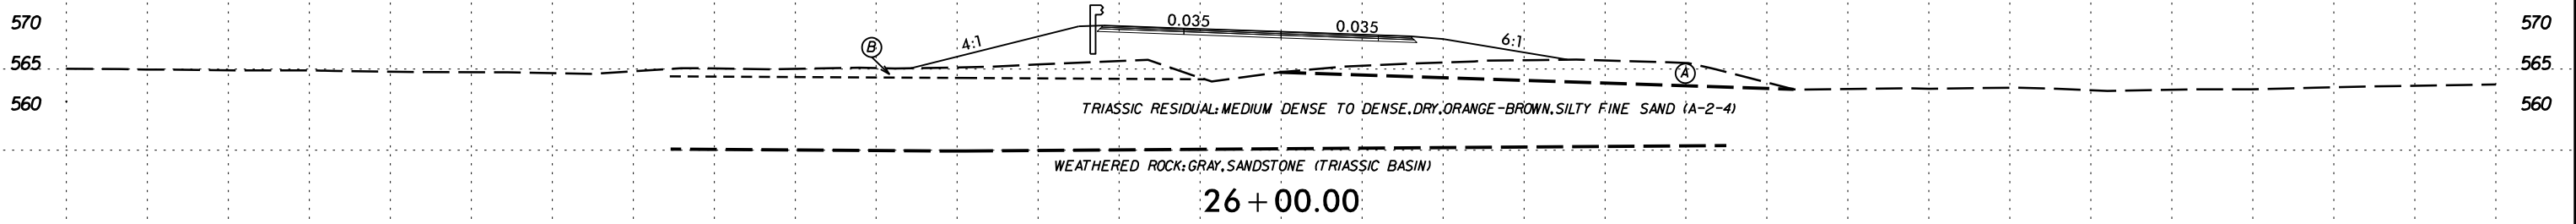 570 0.035 0.035 570
B 4:1 6:1
565 A 565
560 560
TRIASSIC RESIDUAL: MEDIUM DENSE TO DENSE, DRY, ORANGE-BROWN, SILTY FINE SAND (A-2-4)
WEATHERED ROCK: GRAY, SANDSTONE (TRIASSIC BASIN)
26+00.00